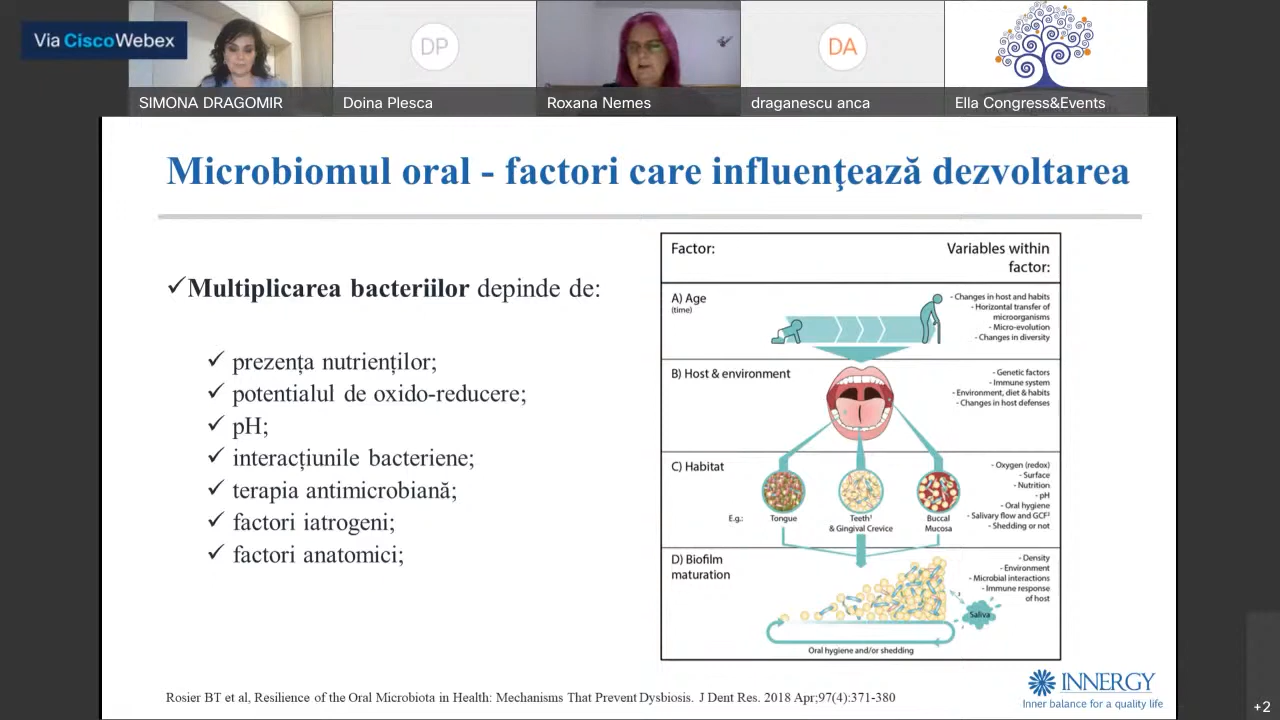 Via Cisco Webex
SIMONA DRAGOMIR
DP
Doina Plesca
Roxana Nemes
DA
draganescu anca
Ella Congress&Events
Microbiomul oral - factori care influenţează dezvoltarea
✓Multiplicarea bacteriilor depinde de:
✓ prezența nutrienților;
✓ potentialul de oxido-reducere;
✓ pH;
✓ interacțiunile bacteriene;
✓ terapia antimicrobiană;
✓ factori iatrogeni;
✓ factori anatomici;
Factor:
Variables within
factor:
A) Age
(time)
- Changes in host and habits
- Horizontal transfer of
microorganisms
- Micro-evolution
- Changes in diversity
B) Host & environment
- Genetic factors
- Immune system
- Environment, diet & habits
- Changes in host defenses
C) Habitat
E.g.:
Tongue
Teeth¹
& Gingival Crevice
Buccal
Mucosa
- Oxygen (redox)
- Surface
- Nutrition
- pH
- Oral hygiene
- Salivary flow and GCF²
- Shedding or not
D) Biofilm
maturation
- Density
- Environment
- Microbial interactions
- Immune response
of host
Saliva
Oral hygiene and/or shedding
Rosier BT et al, Resilience of the Oral Microbiota in Health: Mechanisms That Prevent Dysbiosis. J Dent Res. 2018 Apr;97(4):371-380
INNERGY
Inner balance for a quality life
+2